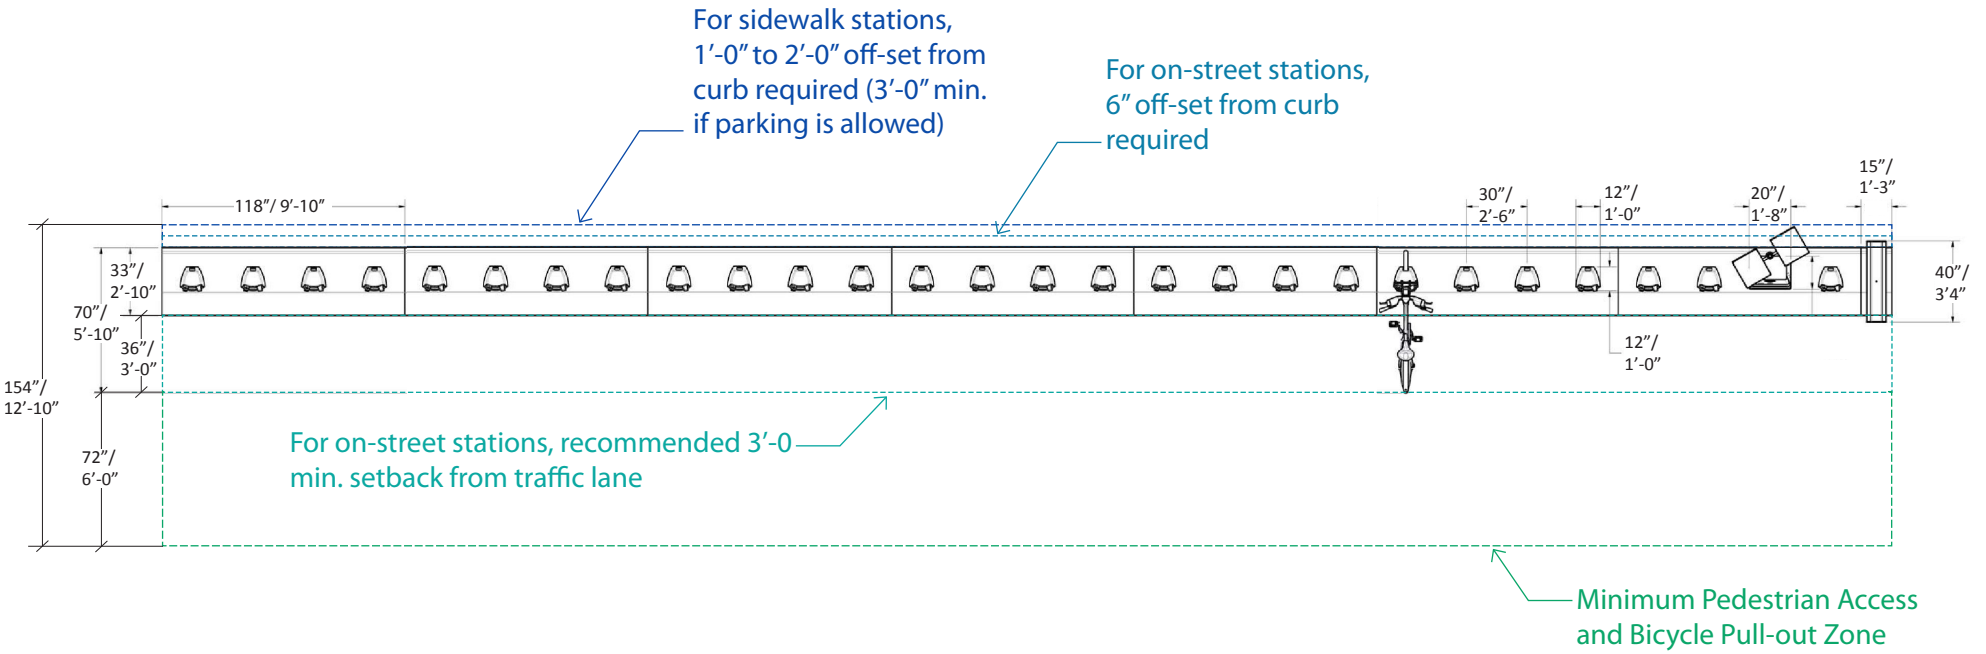 For sidewalk stations,
1’-0” to 2’-0” off-set from
curb required (3’-0” min.
if parking is allowed)
For on-street stations,
6” off-set from curb
required
118”/ 9’-10”
30”/
2’-6”
12”/
1’-0”
20”/
1’-8”
15”/
1’-3”
33”/
2’-10”
70”/
5’-10”
36”/
3’-0”
40”/
3’4”
12”/
1’-0”
154”/
12’-10”
72”/
6’-0”
For on-street stations, recommended 3’-0
min. setback from traffic lane
Minimum Pedestrian Access
and Bicycle Pull-out Zone